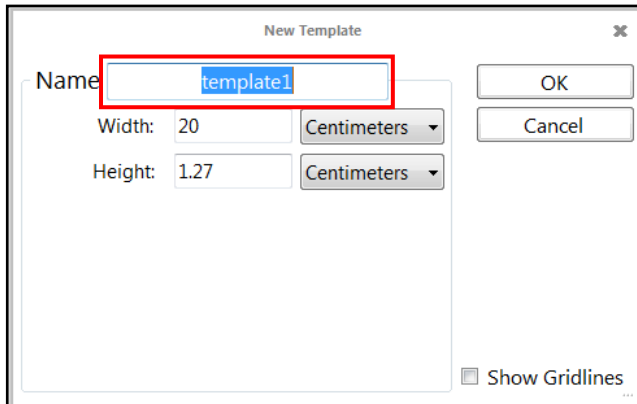 New Template
Name template1 OK
Width: 20 Centimeters Cancel
Height: 1.27 Centimeters
Show Gridlines